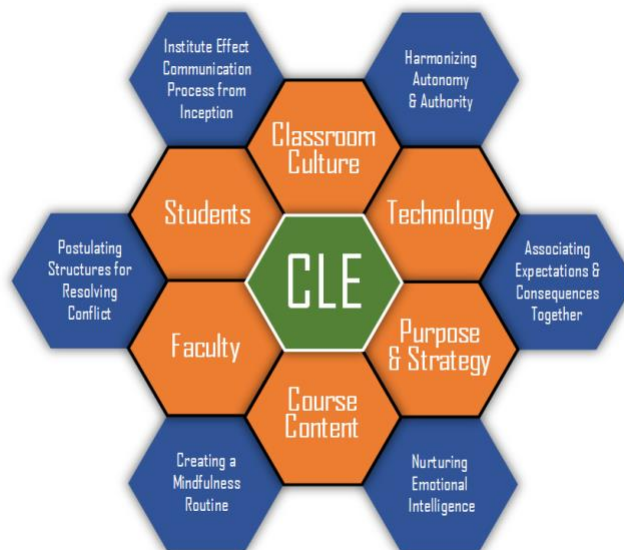 Institute Effect
Communication
Process from
Inception
Harmonizing
Autonomy
& Authority
Classroom
Culture
Students
Technology
Postulating
Structures for
Resolving
Conflict
CLE
Associating
Expectations &
Consequences
Together
Faculty
Purpose
& Strategy
Course
Content
Creating a
Mindfulness
Routine
Nurturing
Emotional
Intelligence